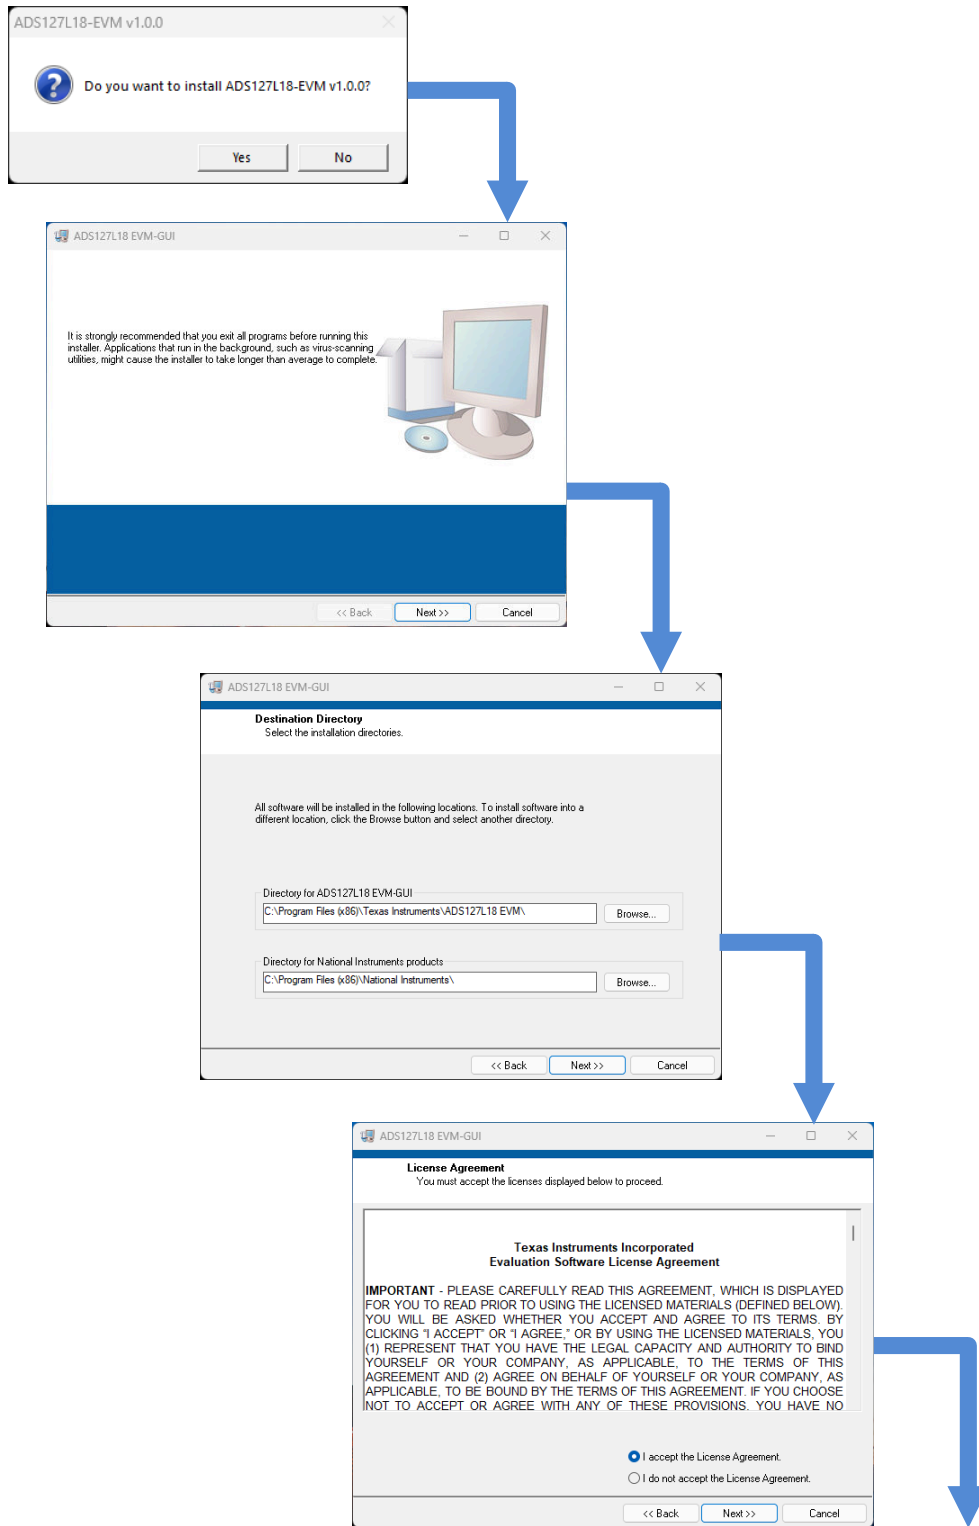 ADS127L18-EVM v1.0.0
Do you want to install ADS127L18-EVM v1.0.0?
Yes
No
ADS127L18 EVM-GUI
It is strongly recommended that you exit all programs before running this
installer. Applications that run in the background, such as virus-scanning
utilities, might cause the installer to take longer than average to complete.
<< Back
Next >>
Cancel
ADS127L18 EVM-GUI
Destination Directory
Select the installation directories.
All software will be installed in the following locations. To install software into a
different location, click the Browse button and select another directory.
Directory for ADS127L18 EVM-GUI
C:\Program Files (x86)\Texas Instruments\ADS127L18 EVM\
Browse...
Directory for National Instruments products
C:\Program Files (x86)\National Instruments\
Browse...
<< Back
Next >>
Cancel
ADS127L18 EVM-GUI
License Agreement
You must accept the licenses displayed below to proceed.
Texas Instruments Incorporated
Evaluation Software License Agreement
IMPORTANT - PLEASE CAREFULLY READ THIS AGREEMENT, WHICH IS DISPLAYED
FOR YOU TO READ PRIOR TO USING THE LICENSED MATERIALS (DEFINED BELOW).
YOU WILL BE ASKED WHETHER YOU ACCEPT AND AGREE TO ITS TERMS. BY
CLICKING “I ACCEPT” OR “I AGREE,” OR BY USING THE LICENSED MATERIALS, YOU
(1) REPRESENT THAT YOU HAVE THE LEGAL CAPACITY AND AUTHORITY TO BIND
YOURSELF OR YOUR COMPANY, AS APPLICABLE, TO THE TERMS OF THIS
AGREEMENT AND (2) AGREE ON BEHALF OF YOURSELF OR YOUR COMPANY, AS
APPLICABLE, TO BE BOUND BY THE TERMS OF THIS AGREEMENT. IF YOU CHOOSE
NOT TO ACCEPT OR AGREE WITH ANY OF THESE PROVISIONS, YOU HAVE NO
I accept the License Agreement.
I do not accept the License Agreement.
<< Back
Next >>
Cancel